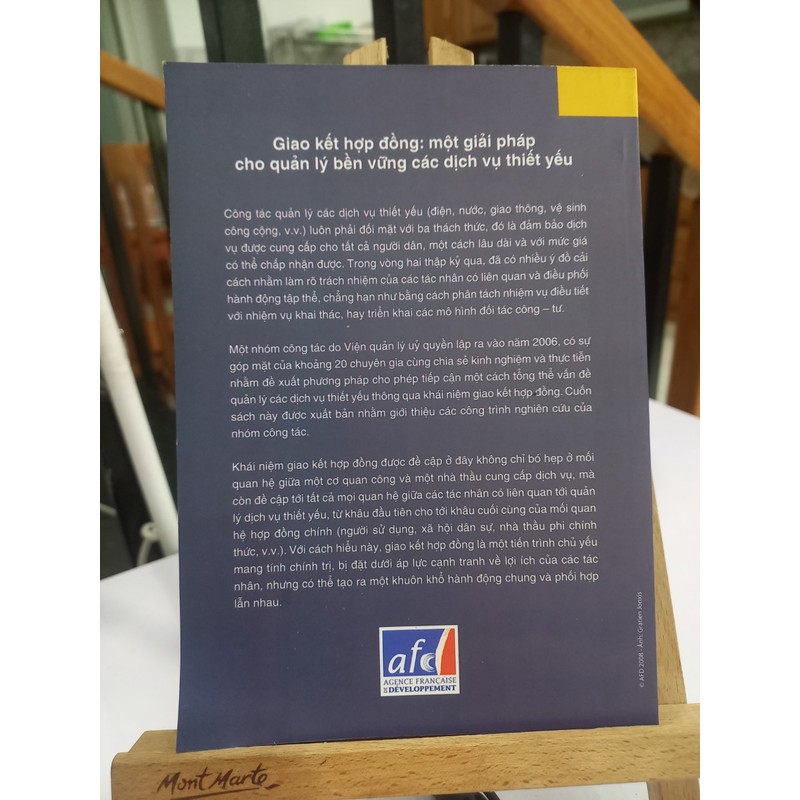 Giao kết hợp đồng: một giải pháp
cho quản lý bền vững các dịch vụ thiết yếu
Công tác quản lý các dịch vụ thiết yếu (điện, nước, giao thông, vệ sinh
công cộng, v.v.) luôn phải đối mặt với ba thách thức, đó là đảm bảo dịch
vụ được cung cấp cho tất cả người dân, một cách lâu dài và với mức giá
có thể chấp nhận được. Trong vòng hai thập kỷ qua, đã có nhiều ý đồ cải
cách nhằm làm rõ trách nhiệm của các tác nhân có liên quan và điều phối
hành động tập thể, chẳng hạn như bằng cách phân tách nhiệm vụ điều tiết
với nhiệm vụ khai thác, hay triển khai các mô hình đối tác công – tư.
Một nhóm công tác do Viện quản lý uỷ quyền lập ra vào năm 2006, có sự
góp mặt của khoảng 20 chuyên gia cùng chia sẻ kinh nghiệm và thực tiễn
nhằm đề xuất phương pháp cho phép tiếp cận một cách tổng thể vấn đề
quản lý các dịch vụ thiết yếu thông qua khái niệm giao kết hợp đồng. Cuốn
sách này được xuất bản nhằm giới thiệu các công trình nghiên cứu của
nhóm công tác.
Khái niệm giao kết hợp đồng được đề cập ở đây không chỉ bó hẹp ở mối
quan hệ giữa một cơ quan công và một nhà thầu cung cấp dịch vụ, mà
còn đề cập tới tất cả mọi quan hệ giữa các tác nhân có liên quan tới quản
lý dịch vụ thiết yếu, từ khâu đầu tiên cho tới khâu cuối cùng của mối quan
hệ hợp đồng chính (người sử dụng, xã hội dân sự, nhà thầu phi chính
thức, v.v.). Với cách hiểu này, giao kết hợp đồng là một tiến trình chủ yếu
mang tính chính trị, bị đặt dưới áp lực cạnh tranh về lợi ích của các tác
nhân, nhưng có thể tạo ra một khuôn khổ hành động chung và phối hợp
lẫn nhau.
afd
AGENCE FRANÇAISE
DE DÉVELOPPEMENT
© AFD 2008 - Ảnh: Gratien Jonxis
Mont Marte